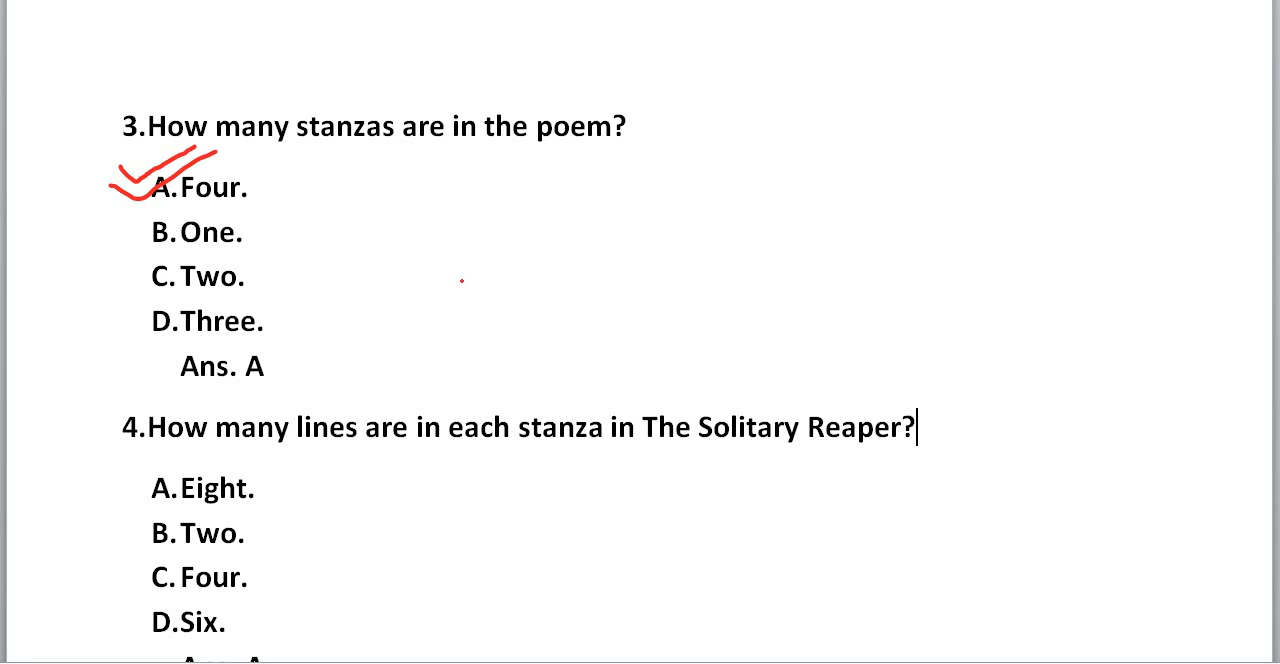 3.How many stanzas are in the poem?
A.Four.
B.One.
C.Two.
D.Three.
Ans. A
4.How many lines are in each stanza in The Solitary Reaper?
A.Eight.
B.Two.
C.Four.
D.Six.